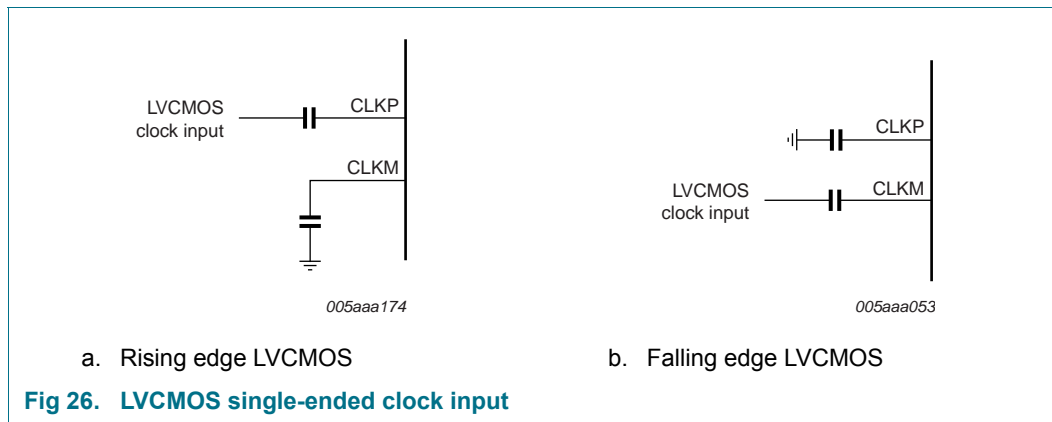 LVCMOS
clock input
CLKP
CLKM
005aaa174
a. Rising edge LVCMOS
CLKP
LVCMOS
clock input
CLKM
005aaa053
b. Falling edge LVCMOS
Fig 26. LVCMOS single-ended clock input